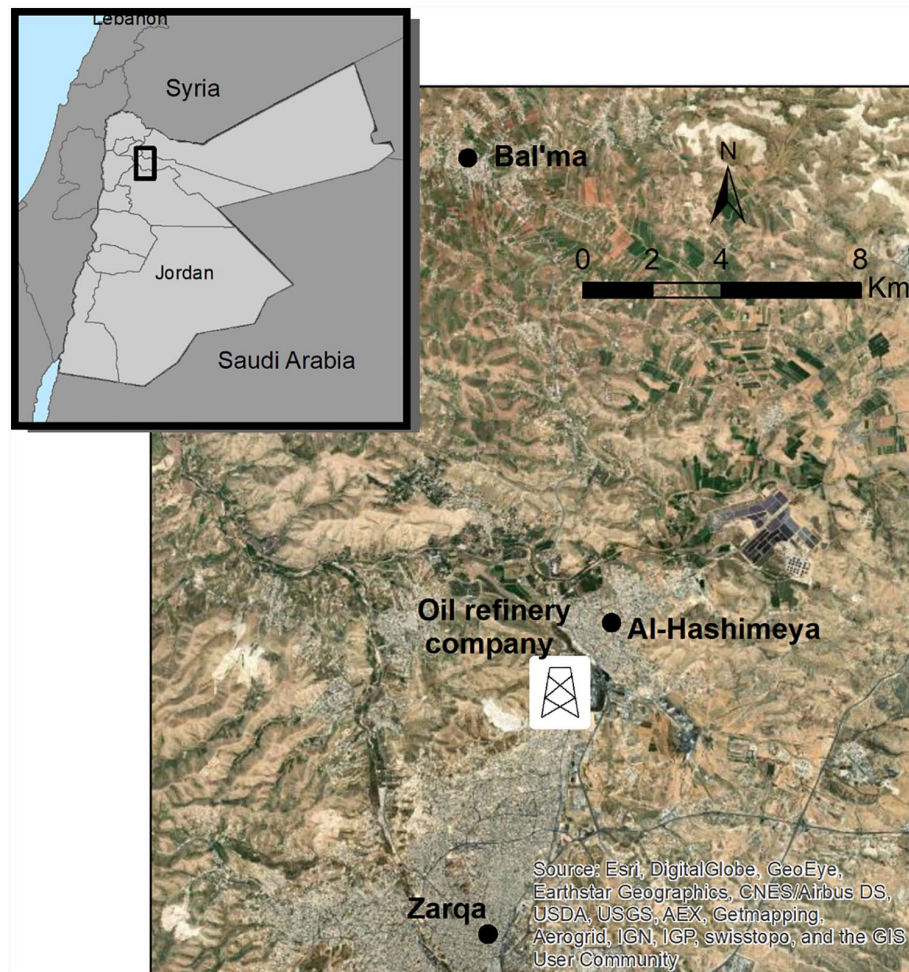 Lebanon
Syria
Jordan
Saudi Arabia
Bal'ma
N
0 2 4 8
Km
Oil refinery
company
Al-Hashimeya
Zarqa
Source: Esri, DigitalGlobe, GeoEye,
Earthstar Geographics, CNES/Airbus DS,
USDA, USGS, AEX, Getmapping,
Aerogrid, IGN, IGP, swisstopo, and the GIS
User Community